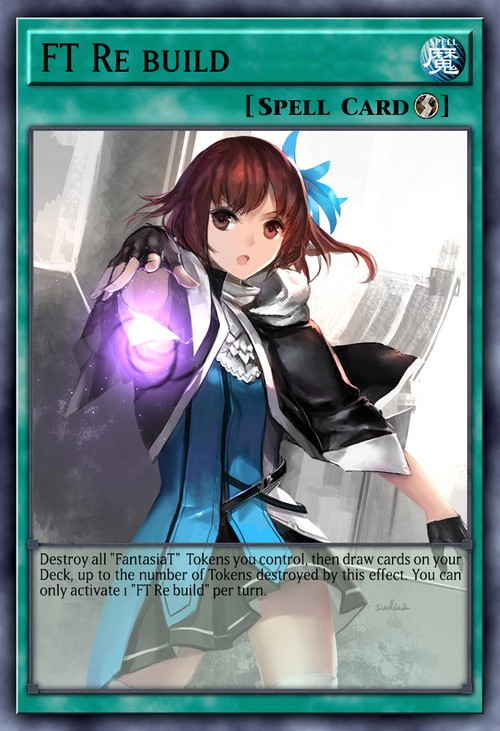 FT Re build
SPELL
魔
[Spell Card]
Destroy all "FantasiaT" Tokens you control, then draw cards on your
Deck, up to the number of Tokens destroyed by this effect. You can
only activate 1 "FT Re build" per turn.